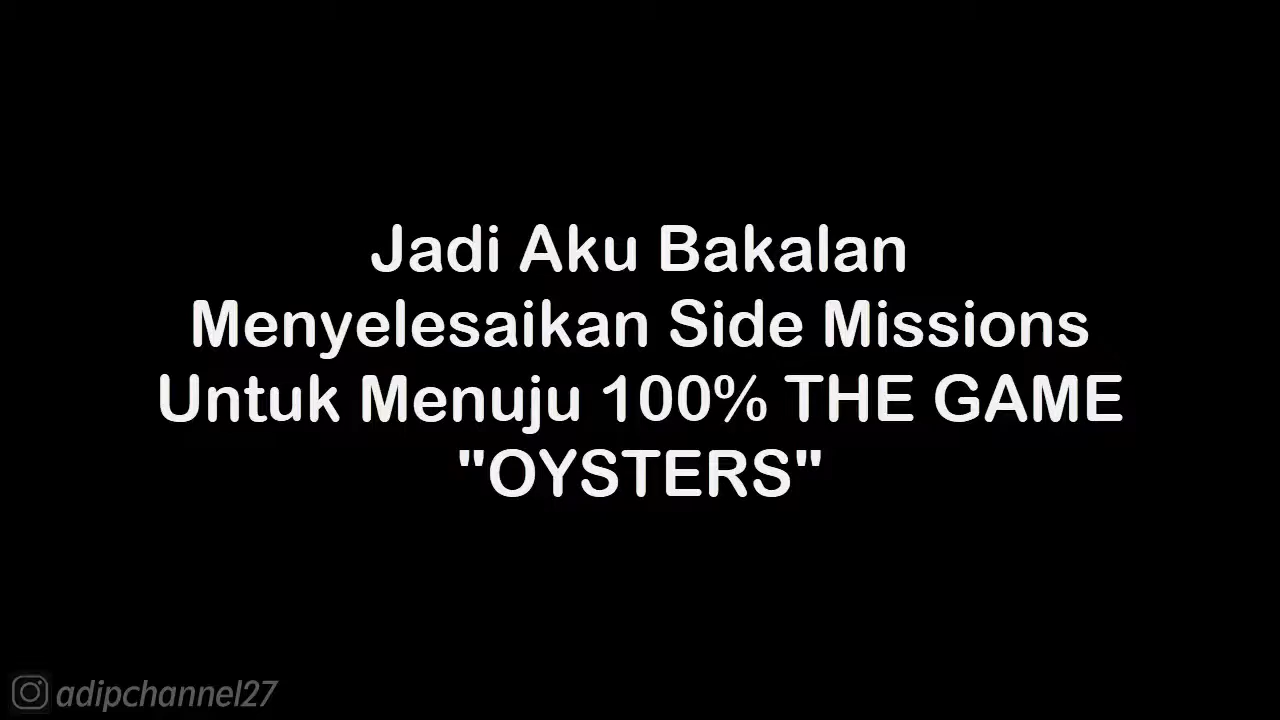 Jadi Aku Bakalan
Menyelesaikan Side Missions
Untuk Menuju 100% THE GAME
"OYSTERS"
adipchannel27